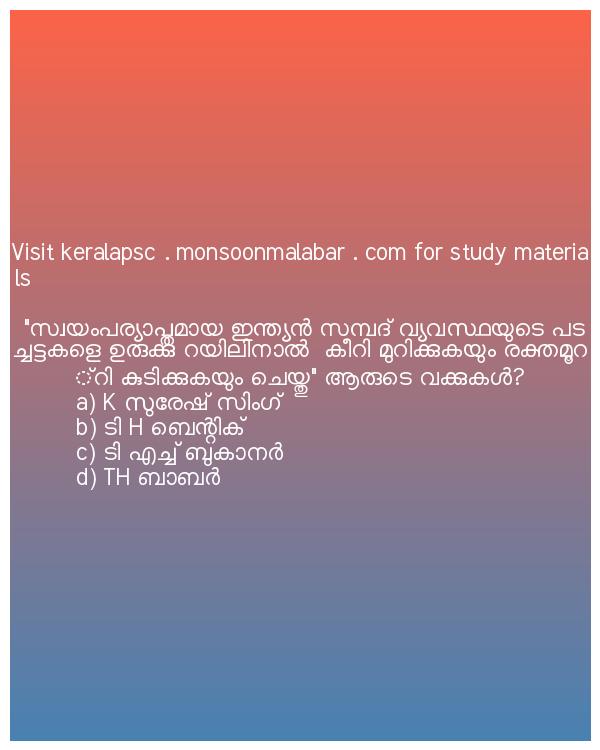 Visit keralapsc . monsoonmalabar . com for study materia
ls
"സ്വയംപര്യാപ്തമായ ഇന്ത്യൻ സമ്പദ് വ്യവസ്ഥയുടെ പട
ച്ചട്ടകളെ ഉരുക്കു റയിലിനാൽ കീറി മുറിക്കുകയും രക്തമൂറ
്റി കുടിക്കുകയും ചെയ്തു" ആരുടെ വക്കുകൾ?
a) K സുരേഷ് സിംഗ്
b) ടി H ബെന്റിക്
c) ടി എച്ച് ബുകാനർ
d) TH ബാബർ